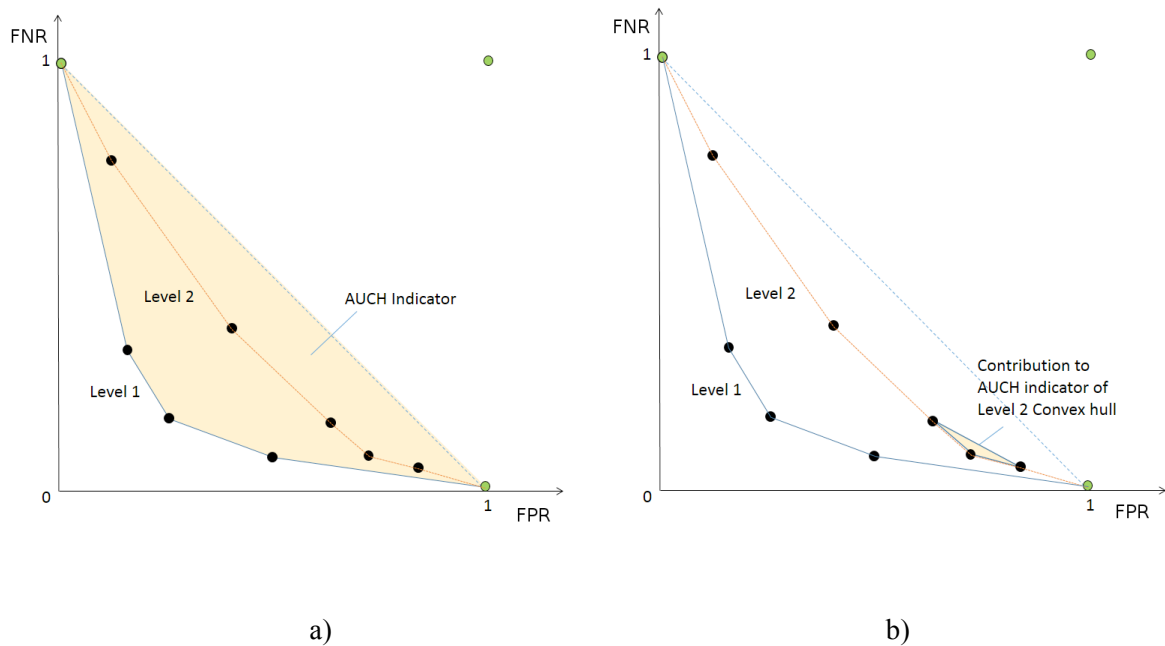 FNR
1
Level 2
AUCH Indicator
Level 1
0
1
FPR
a)
FNR
1
Level 2
Contribution to
AUCH indicator of
Level 2 Convex hull
Level 1
0
1
FPR
b)